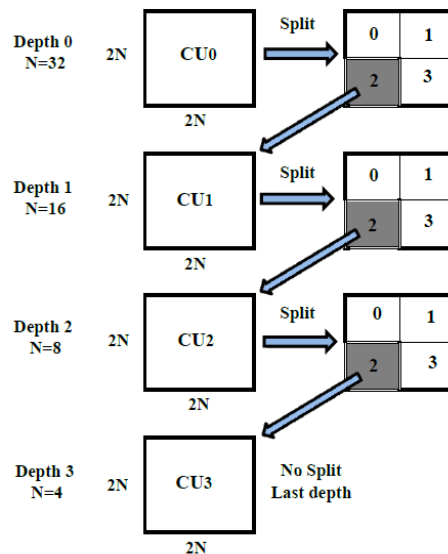 Depth 0
N=32
2N
CU0
2N
Split
0 1
2 3
Depth 1
N=16
2N
CU1
2N
Split
0 1
2 3
Depth 2
N=8
2N
CU2
2N
Split
0 1
2 3
Depth 3
N=4
2N
CU3
2N
No Split
Last depth